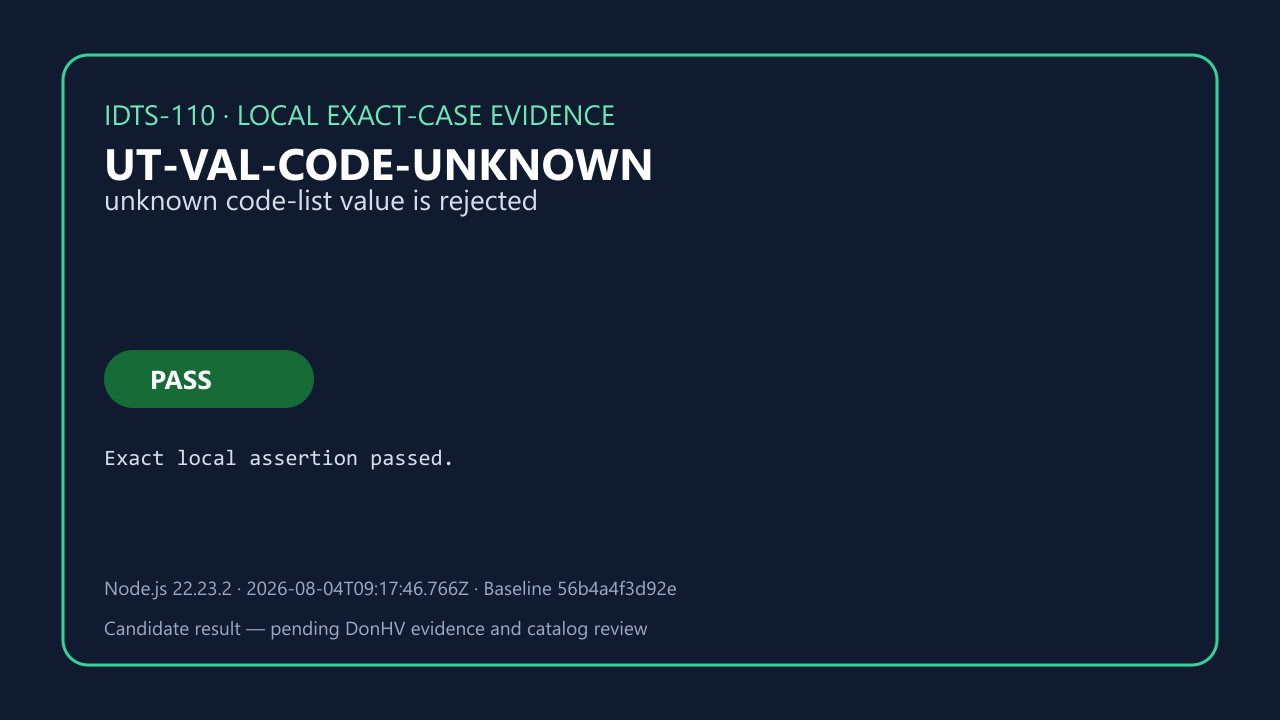 IDTS-110 · LOCAL EXACT-CASE EVIDENCE
UT-VAL-CODE-UNKNOWN
unknown code-list value is rejected
PASS
Exact local assertion passed.
Node.js 22.23.2 · 2026-08-04T09:17:46.766Z · Baseline 56b4a4f3d92e
Candidate result — pending DonHV evidence and catalog review